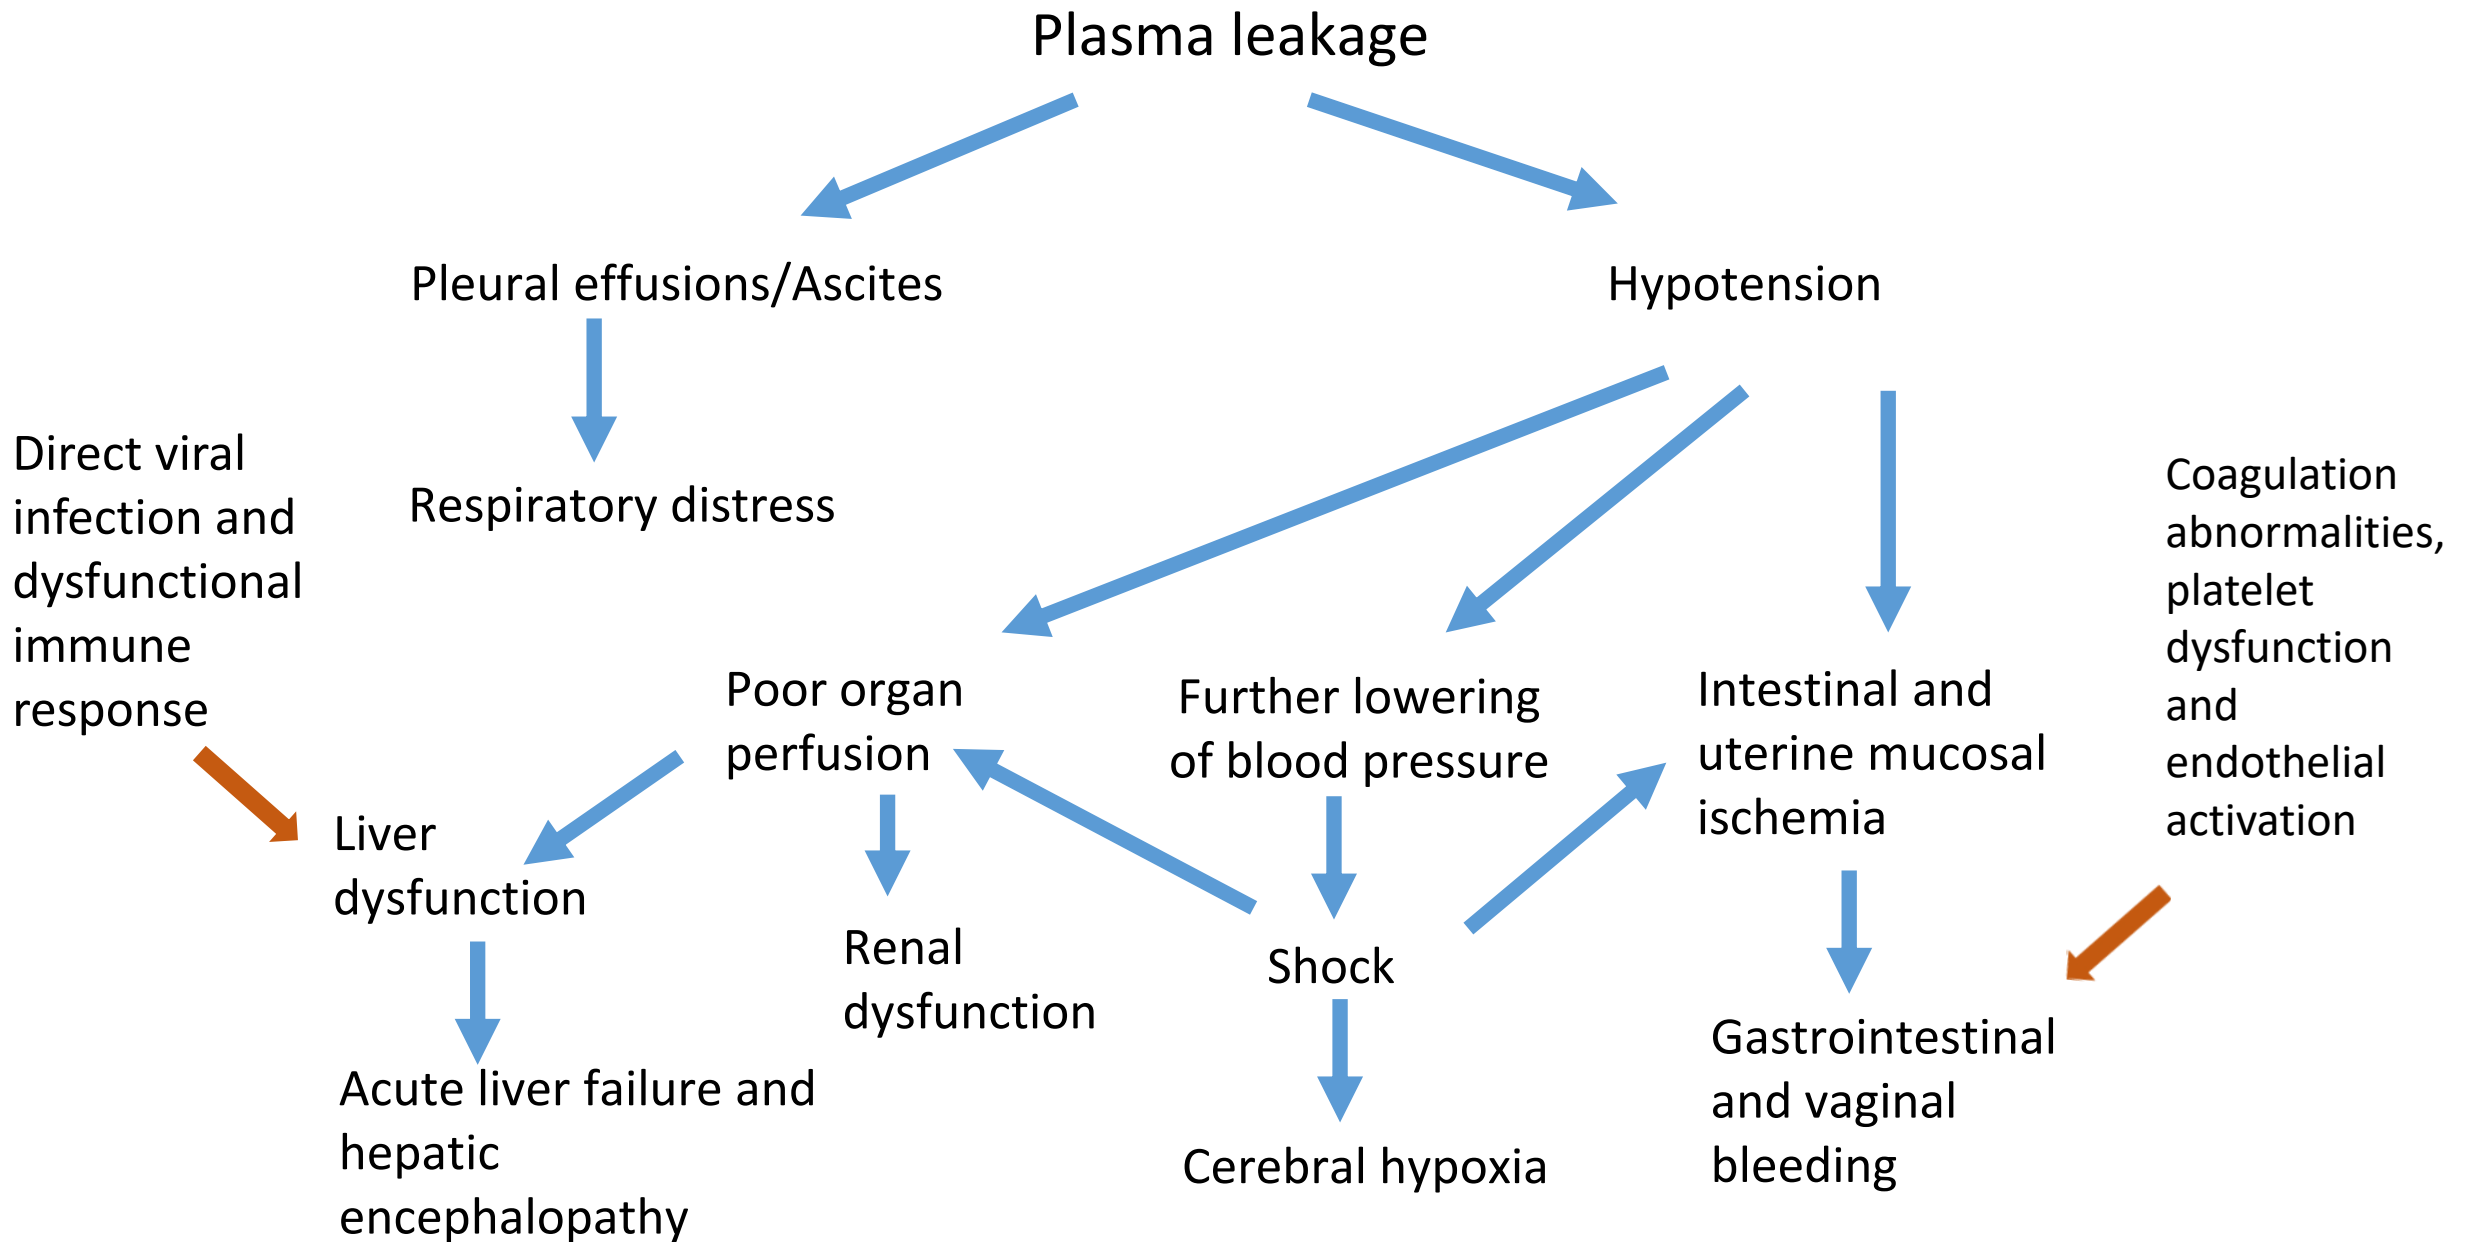 Plasma leakage
Pleural effusions/Ascites
Hypotension
Direct viral
infection and
dysfunctional
immune
response
Respiratory distress
Coagulation
abnormalities,
platelet
dysfunction
and
endothelial
activation
Poor organ
perfusion
Further lowering
of blood pressure
Intestinal and
uterine mucosal
ischemia
Liver
dysfunction
Renal
dysfunction
Shock
Gastrointestinal
and vaginal
bleeding
Acute liver failure and
hepatic
encephalopathy
Cerebral hypoxia